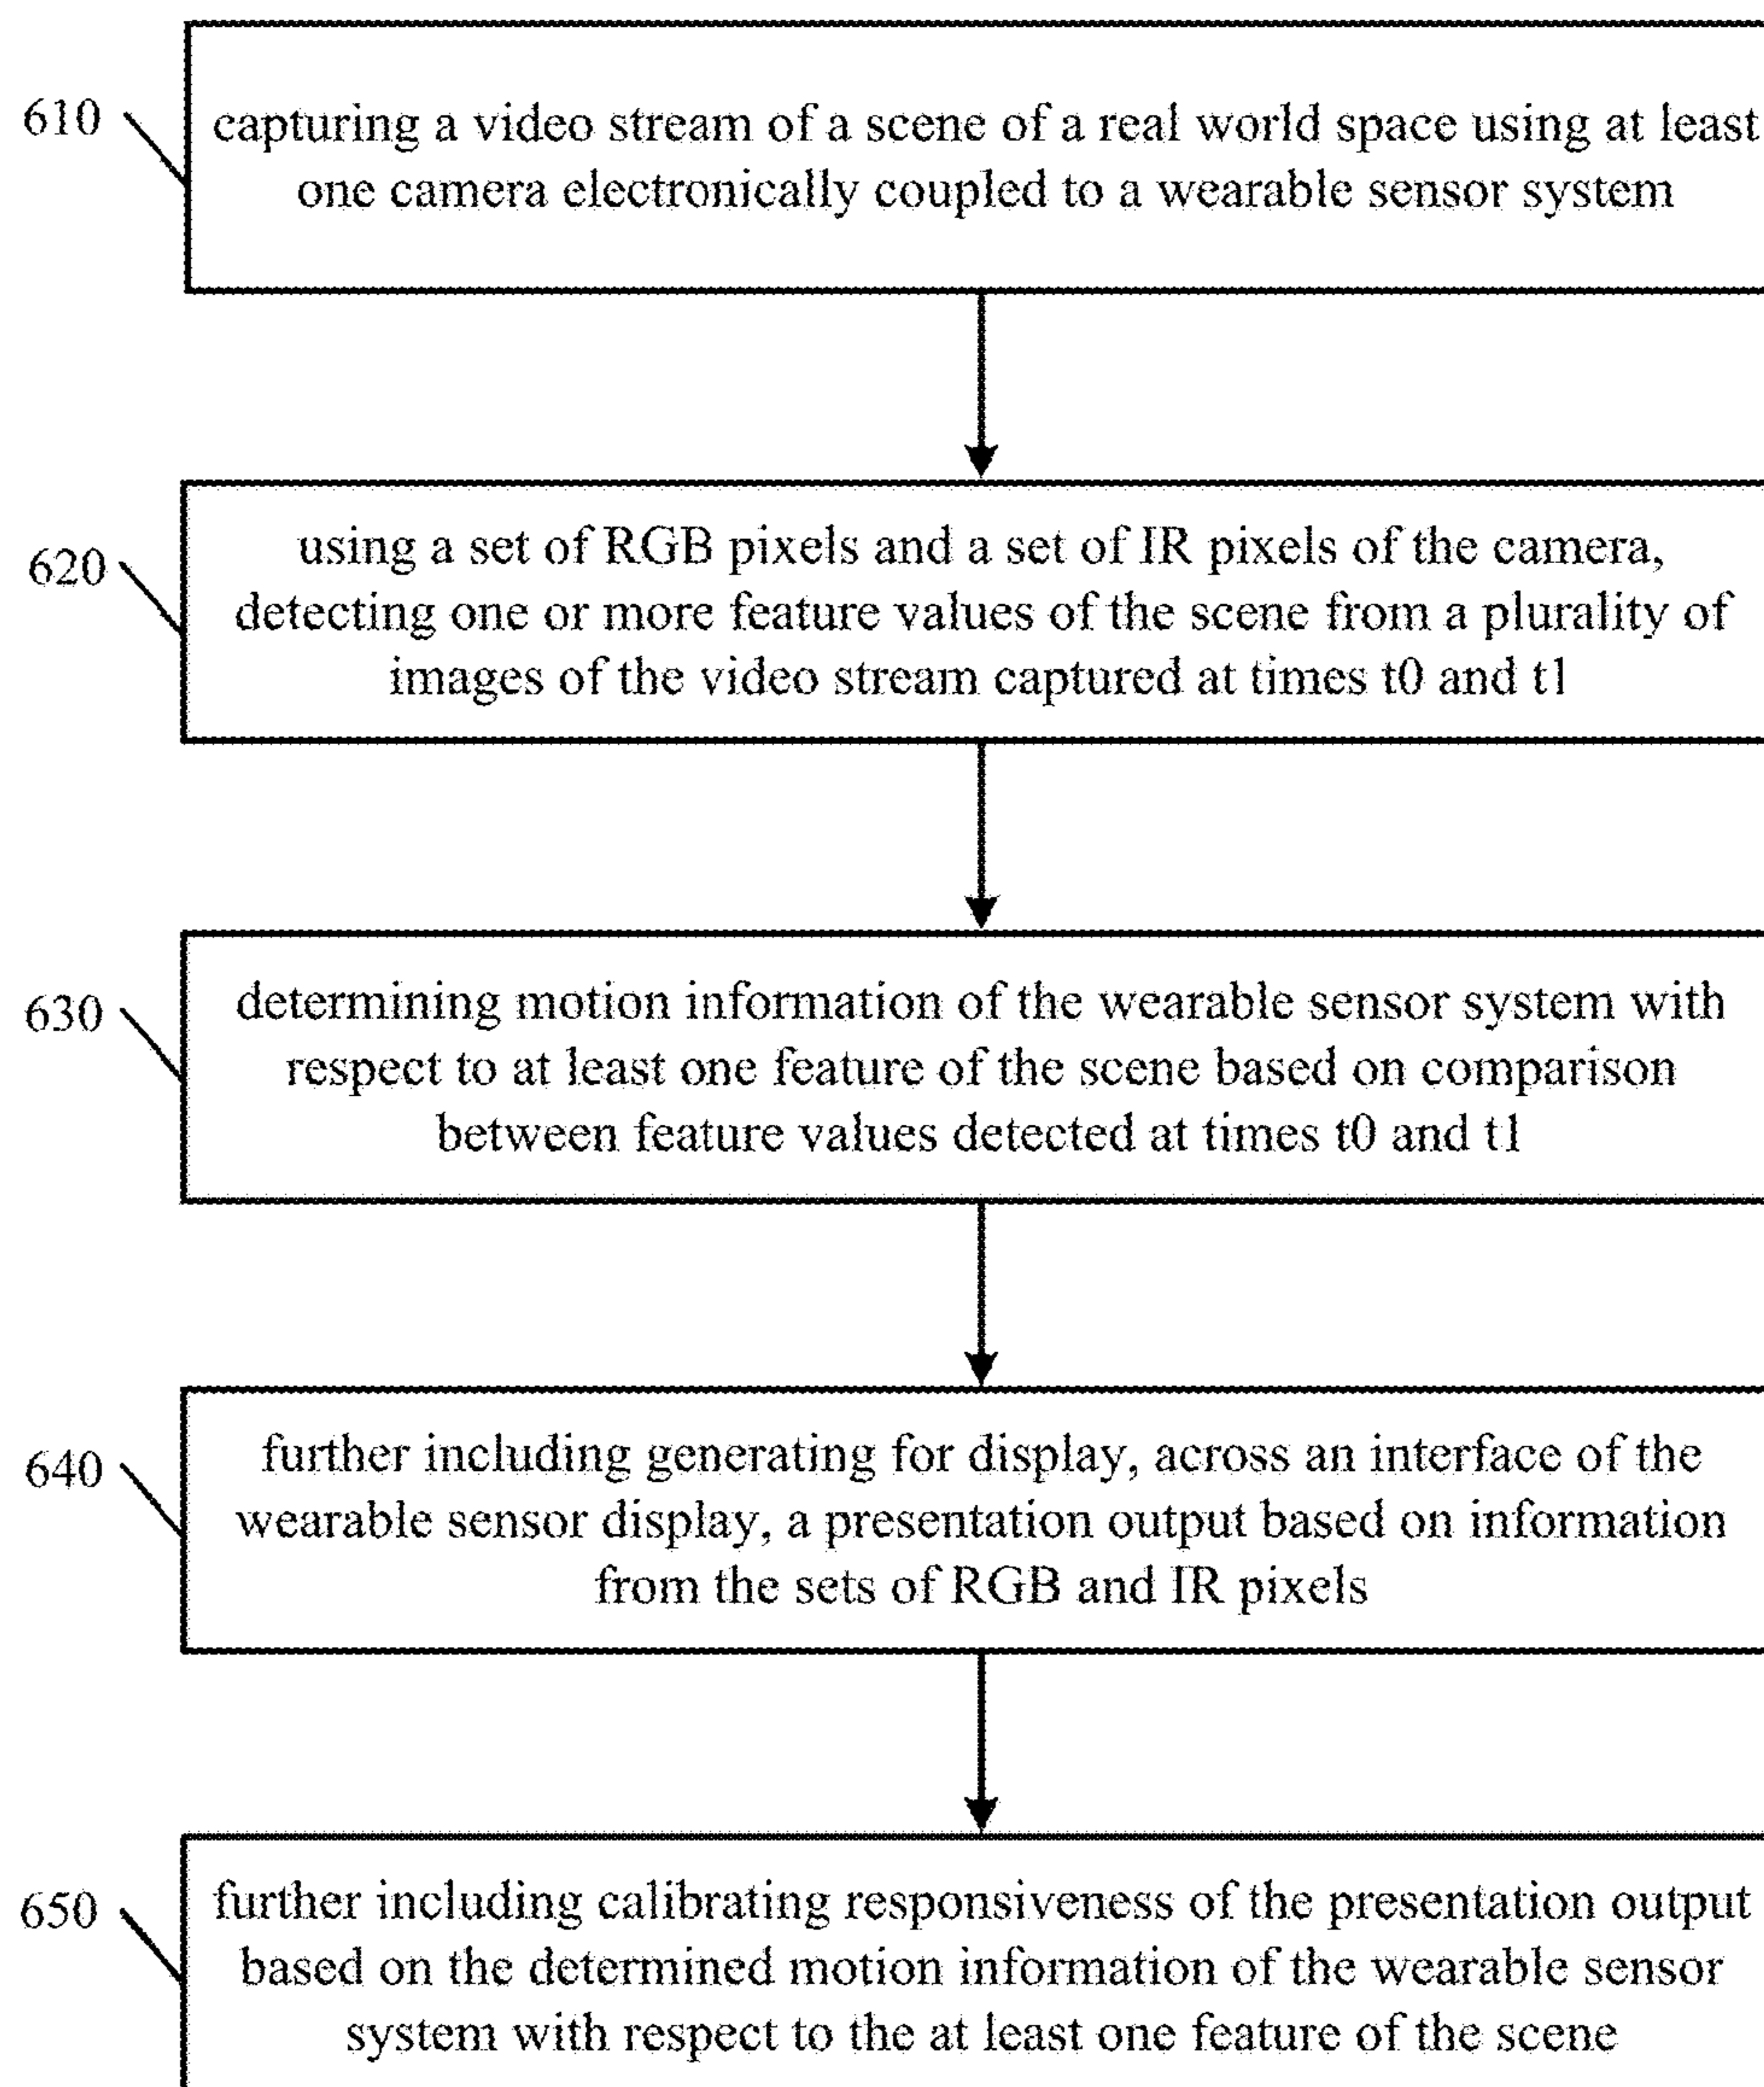 610
capturing a video stream of a scene of a real world space using at least
one camera electronically coupled to a wearable sensor system
620
using a set of RGB pixels and a set of IR pixels of the camera,
detecting one or more feature values of the scene from a plurality of
images of the video stream captured at times t0 and t1
630
determining motion information of the wearable sensor system with
respect to at least one feature of the scene based on comparison
between feature values detected at times t0 and t1
640
further including generating for display, across an interface of the
wearable sensor display, a presentation output based on information
from the sets of RGB and IR pixels
650
further including calibrating responsiveness of the presentation output
based on the determined motion information of the wearable sensor
system with respect to the at least one feature of the scene